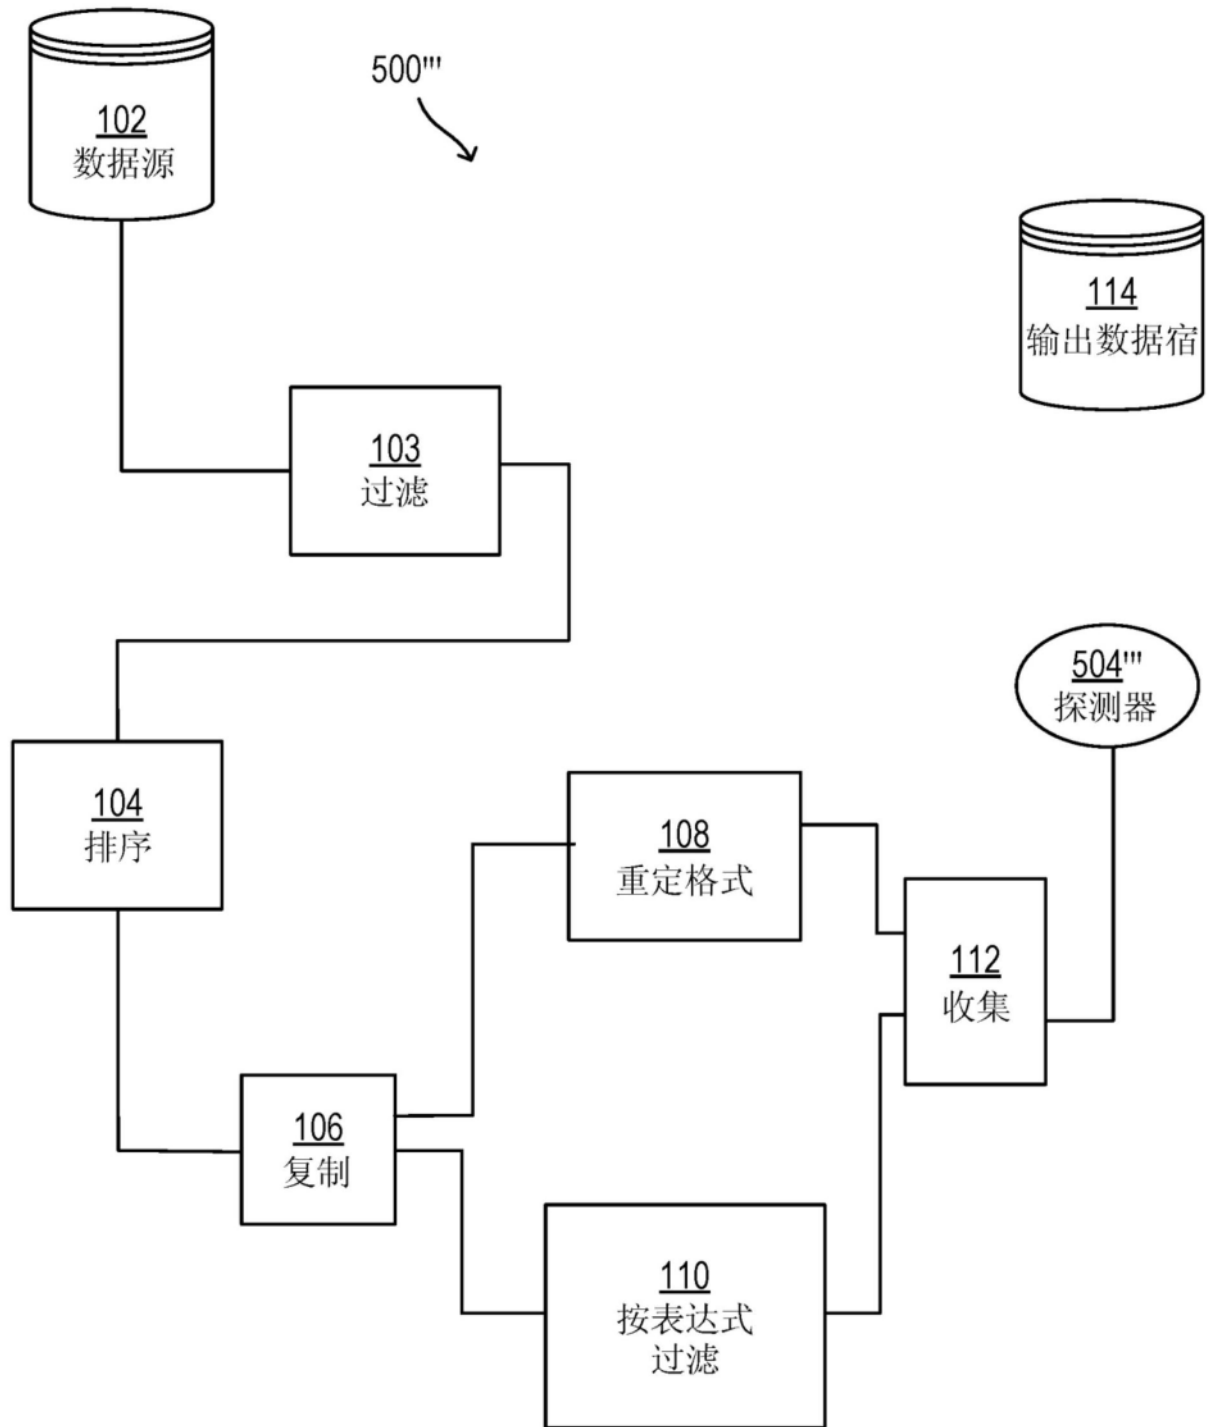 102
数据源
500'''
114
输出数据宿
103
过滤
504'''
探测器
104
排序
108
重定格式
112
收集
106
复制
110
按表达式
过滤